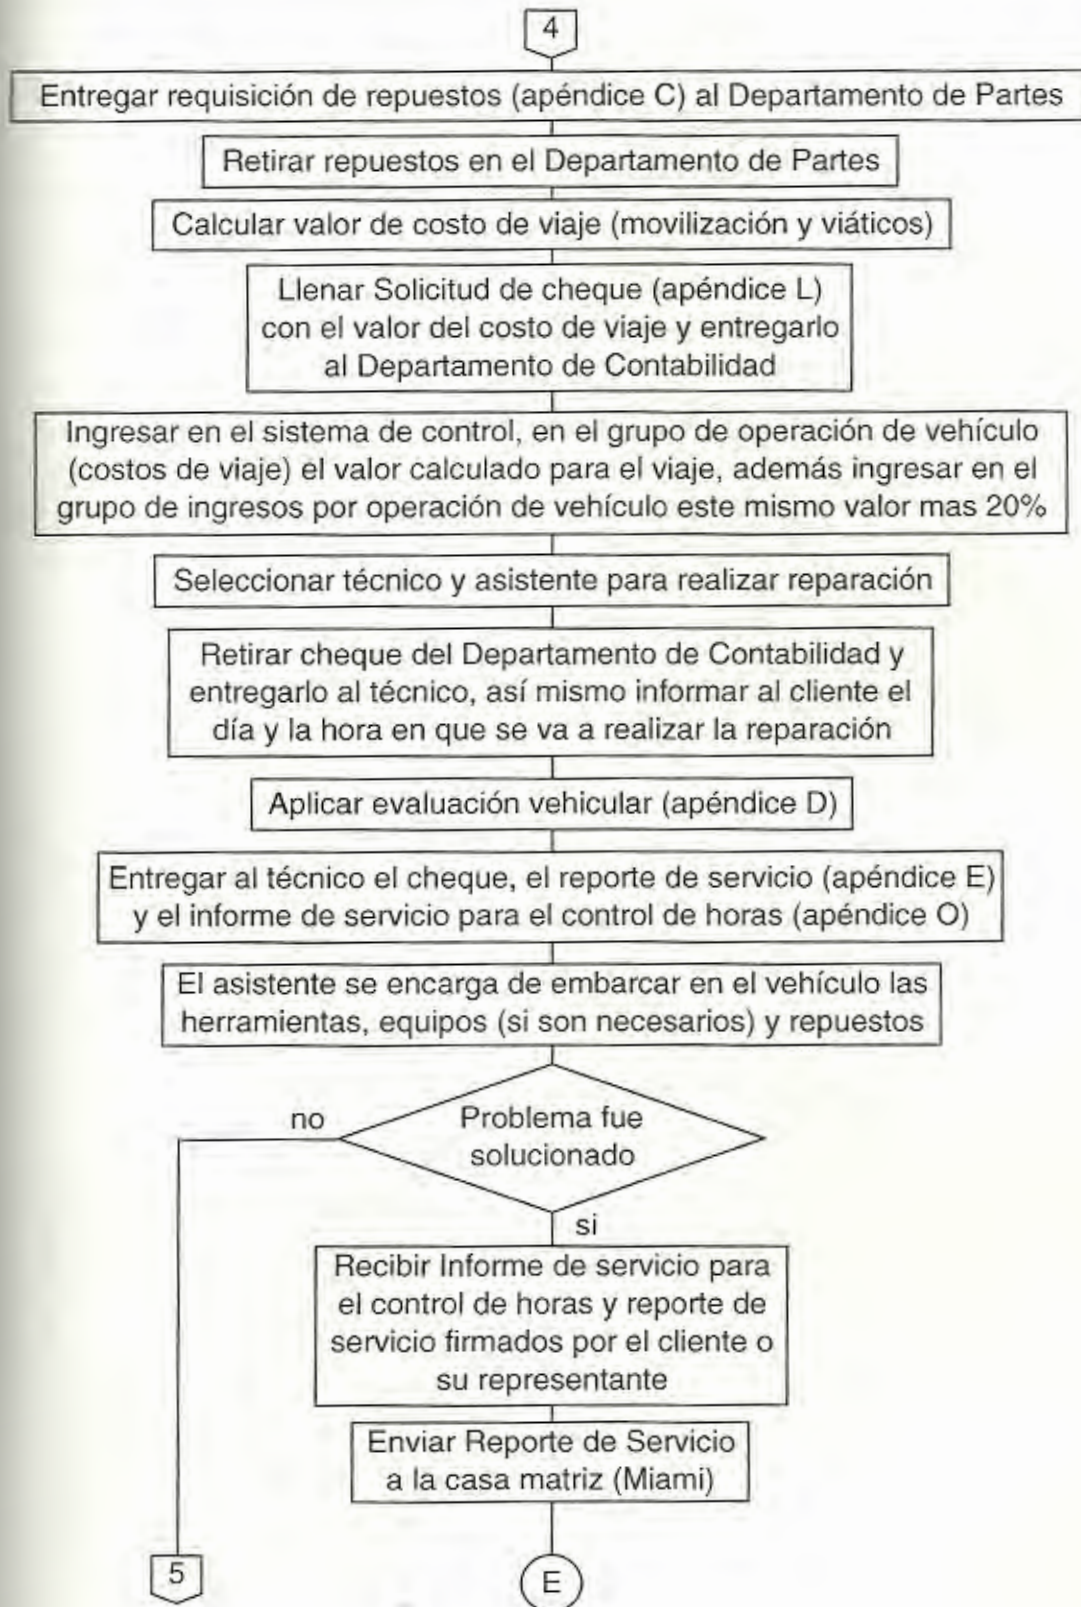 4
Entregar requisición de repuestos (apéndice C) al Departamento de Partes
Retirar repuestos en el Departamento de Partes
Calcular valor de costo de viaje (movilización y viáticos)
Llenar Solicitud de cheque (apéndice L)
con el valor del costo de viaje y entregarlo
al Departamento de Contabilidad
Ingresar en el sistema de control, en el grupo de operación de vehículo
(costos de viaje) el valor calculado para el viaje, además ingresar en el
grupo de ingresos por operación de vehículo este mismo valor mas 20%
Seleccionar técnico y asistente para realizar reparación
Retirar cheque del Departamento de Contabilidad y
entregarlo al técnico, así mismo informar al cliente el
día y la hora en que se va a realizar la reparación
Aplicar evaluación vehicular (apéndice D)
Entregar al técnico el cheque, el reporte de servicio (apéndice E)
y el informe de servicio para el control de horas (apéndice O)
El asistente se encarga de embarcar en el vehículo las
herramientas, equipos (si son necesarios) y repuestos
no
Problema fue
solucionado
si
Recibir Informe de servicio para
el control de horas y reporte de
servicio firmados por el cliente o
su representante
Enviar Reporte de Servicio
a la casa matriz (Miami)
5
E